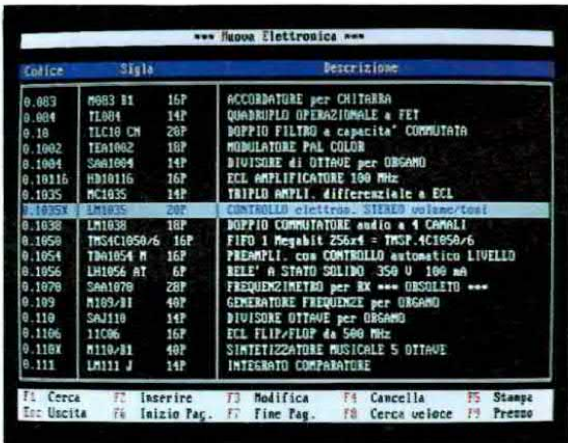 *** Nuova Elettronica ***
Codice Sigla Descrizione
0.083 M083 B1 16P ACCORDATORE per CHITARRA
0.084 TL084 14P QUADRUPLO OPERAZIONALE a FET
0.10 TLC10 CN 20P DOPPIO FILTRO a capacita' COMMUTATA
0.1002 TEA1002 18P MODULATORE PAL COLOR
0.1004 SAA1004 14P DIVISORE di OTTAVE per ORGANO
0.10116 HD10116 16P ECL AMPLIFICATORE 100 MHz
0.1035 MC1035 14P TRIPLO AMPLI. differenziale a ECL
0.1035X LM1035 20P CONTROLLO elettron. STEREO volume/toni
0.1038 LM1038 18P DOPPIO COMMUTATORE audio a 4 CANALI
0.1050 TMS4C1050/6 16P FIFO 1 Megabit 256x4 = TMSP.4C1050/6
0.1054 TDA1054 M 16P PREAMPLI. con CONTROLLO automatico LIVELLO
0.1056 LH1056 AT 6P RELE' A STATO SOLIDO 350 V 100 mA
0.1070 SAA1070 28P FREQUENZIMETRO per RX *** OBSOLETO ***
0.109 M109/B1 40P GENERATORE FREQUENZE per ORGANO
0.110 SAJ110 14P DIVISORE OTTAVE per ORGANO
0.1106 11C06 16P ECL FLIP/FLOP da 500 MHz
0.110X M110/B1 40P SINTETIZZATORE MUSICALE 5 OTTAVE
0.111 LM111 J 14P INTEGRATO COMPARATORE
F1 Cerca F2 Inserire F3 Modifica F4 Cancella F5 Stampa
Esc Uscita F6 Inizio Pag. F7 Fine Pag. F8 Cerca veloce F9 Prezzo